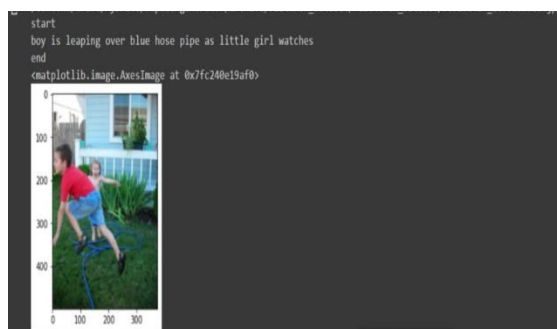 start
boy is leaping over blue hose pipe as little girl watches
end
<matplotlib.image.AxesImage at 0x7fc240e19af0>
0
100
200
300
400
0 100 200 300